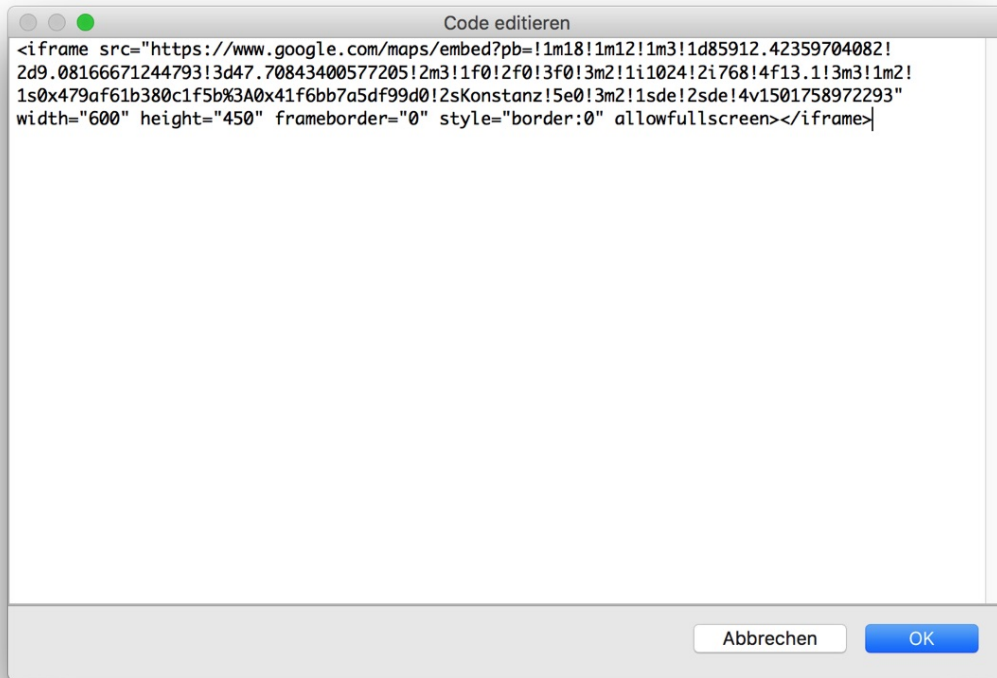 Code editieren
<iframe src="https://www.google.com/maps/embed?pb=!1m18!1m12!1m3!1d85912.42359704082!
2d9.08166671244793!3d47.70843400577205!2m3!1f0!2f0!3f0!3m2!1i1024!2i768!4f13.1!3m3!1m2!
1s0x479af61b380c1f5b%3A0x41f6bb7a5df99d0!2sKonstanz!5e0!3m2!1sde!2sde!4v1501758972293"
width="600" height="450" frameborder="0" style="border:0" allowfullscreen></iframe>
Abbrechen OK